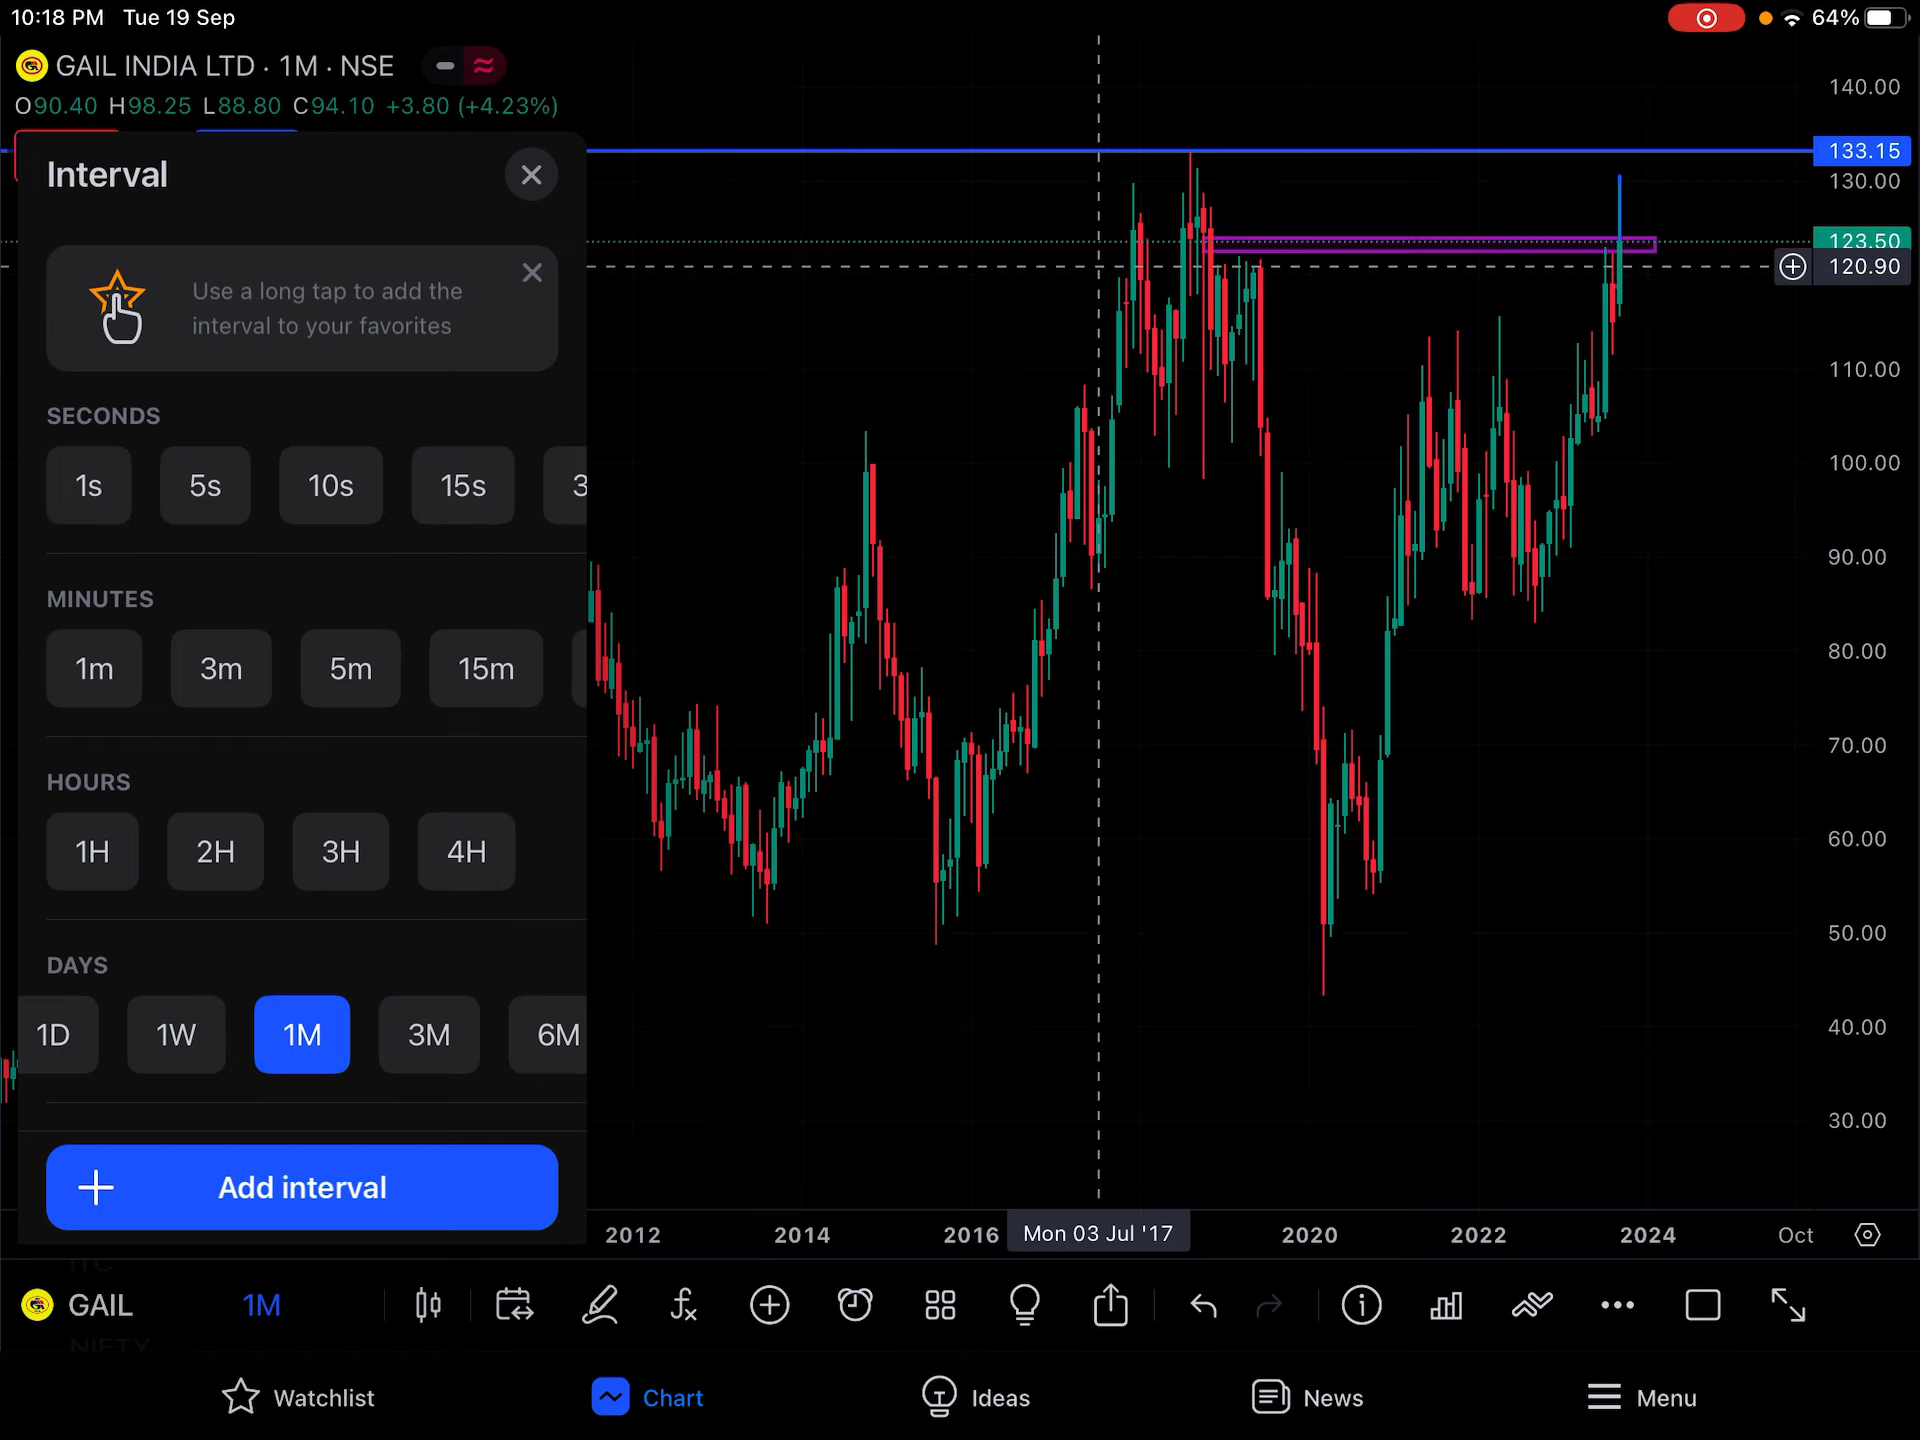 10:18 PM Tue 19 Sep
64%
GAIL INDIA LTD · 1M · NSE
O90.40 H98.25 L88.80 C94.10 +3.80 (+4.23%)
140.00
133.15
130.00
123.50
120.90
110.00
100.00
90.00
80.00
70.00
60.00
50.00
40.00
30.00
Interval
Use a long tap to add the
interval to your favorites
SECONDS
1s 5s 10s 15s 3
MINUTES
1m 3m 5m 15m
HOURS
1H 2H 3H 4H
DAYS
1D 1W 1M 3M 6M
Add interval
2012 2014 2016 Mon 03 Jul '17 2020 2022 2024 Oct
GAIL 1M
Watchlist Chart Ideas News Menu